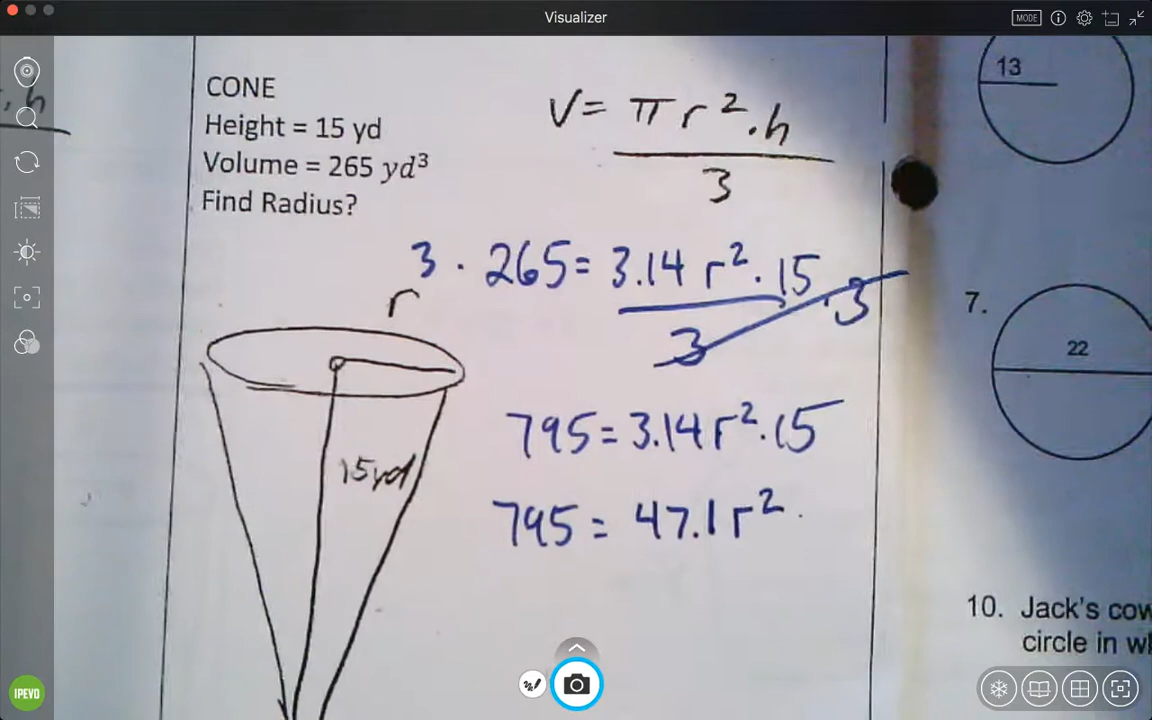 Visualizer
MODE
. h
CONE
Height = 15 yd
Volume = 265 yd³
Find Radius?
V = π r² . h
3
3 · 265 = 3.14 r² · 15
3 · 3
r
15yd
795 = 3.14 r² · 15
795 = 47.1 r²
13
7.
22
10. Jack's cow
circle in wh
IPEVO